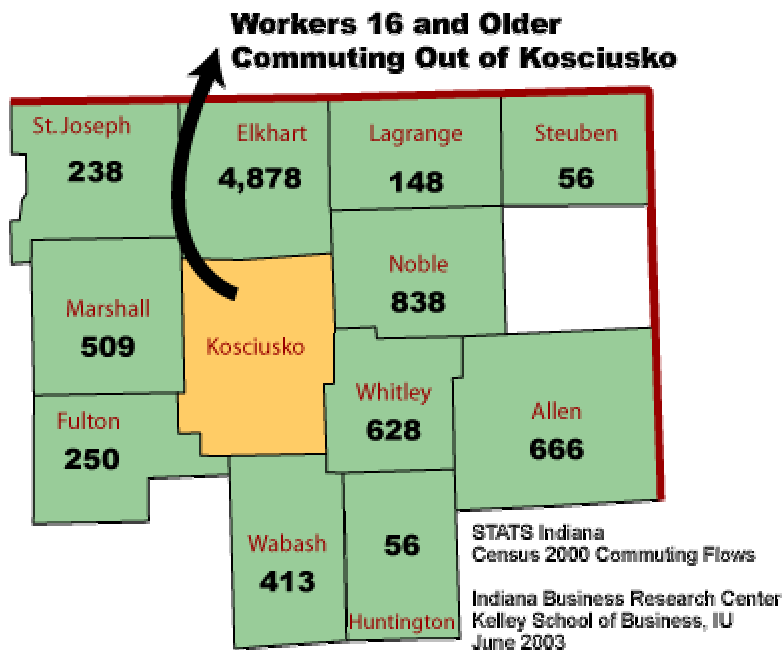 Workers 16 and Older
Commuting Out of Kosciusko
St. Joseph
238
Elkhart
4,878
Lagrange
148
Steuben
56
Marshall
509
Kosciusko
Noble
838
Fulton
250
Whitley
628
Allen
666
Wabash
413
56
Huntington
STATS Indiana
Census 2000 Commuting Flows
Indiana Business Research Center
Kelley School of Business, IU
June 2003